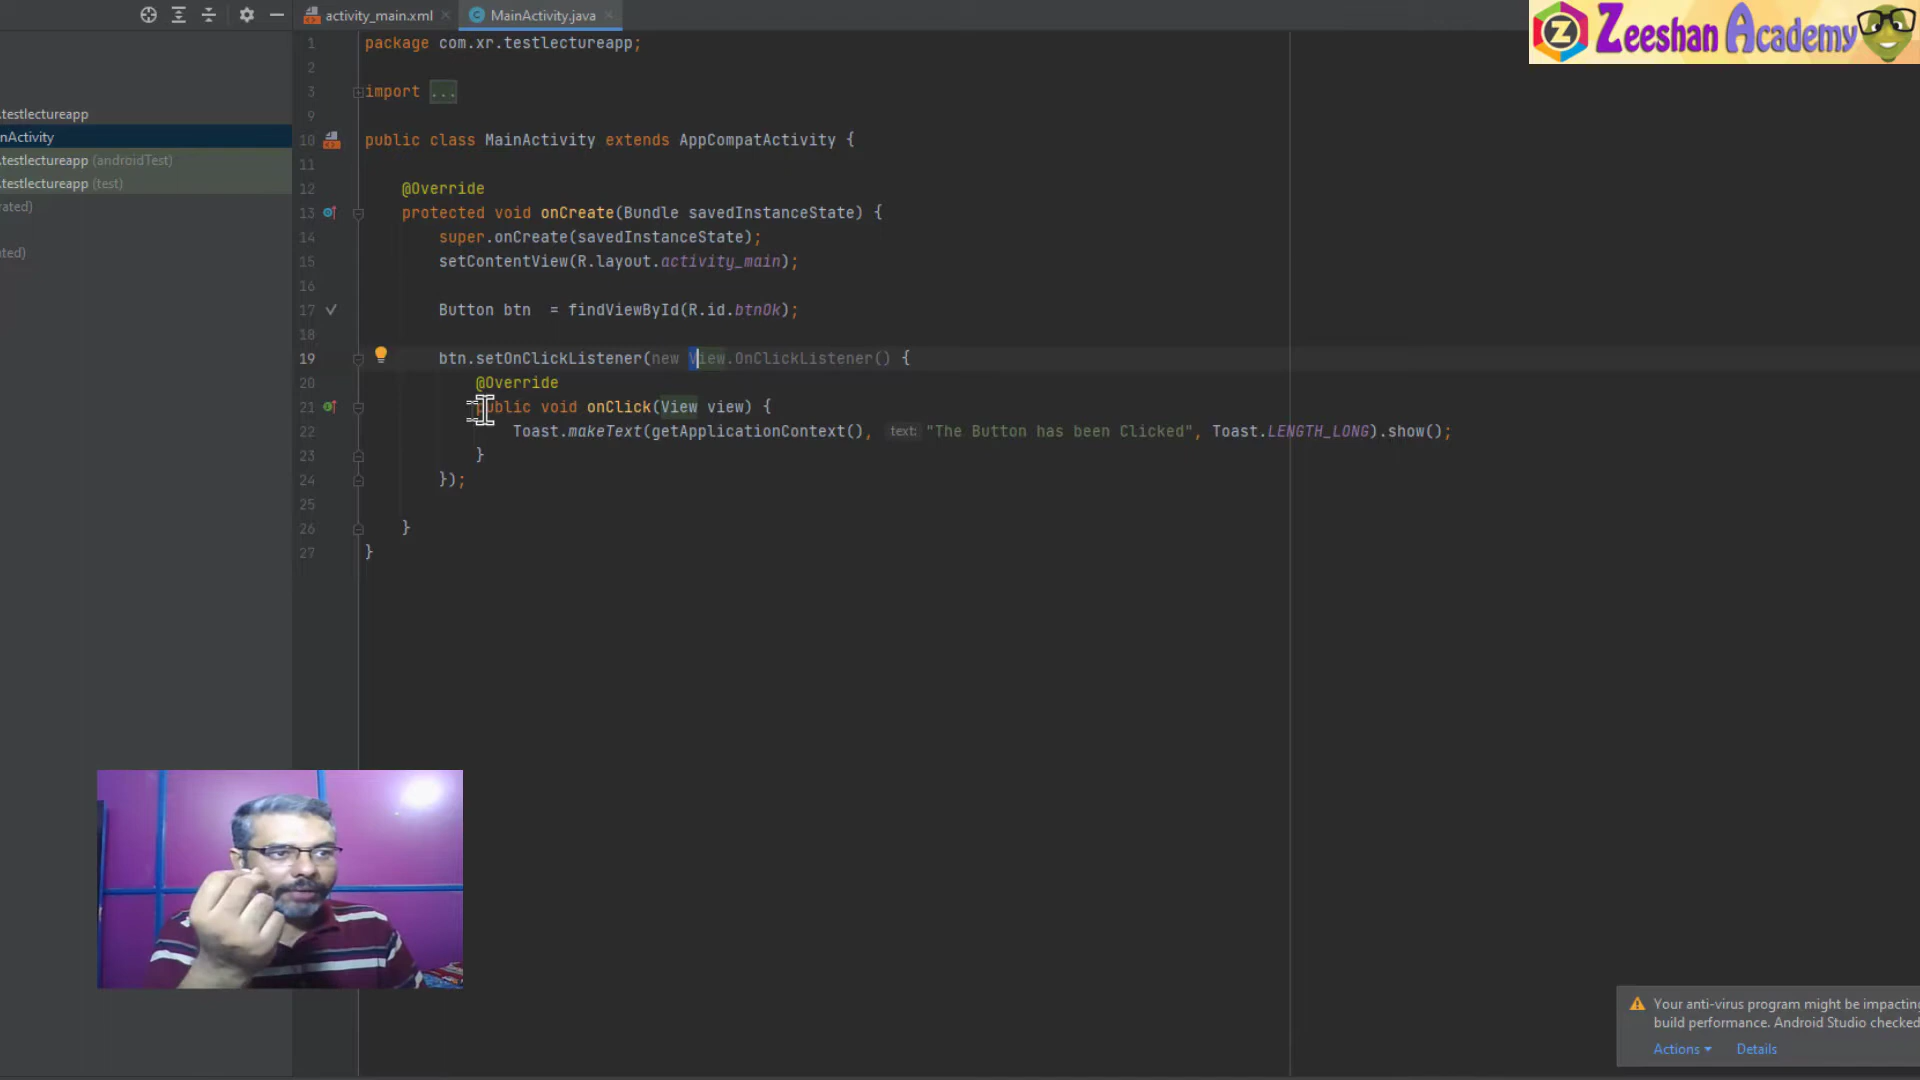 activity_main.xml
MainActivity.java
Zeeshan Academy
.testlectureapp
nActivity
.testlectureapp (androidTest)
.testlectureapp (test)
rated)
uted)
1 package com.xr.testlectureapp;
2
3 import ...
9
10 public class MainActivity extends AppCompatActivity {
11
12 @Override
13 protected void onCreate(Bundle savedInstanceState) {
14 super.onCreate(savedInstanceState);
15 setContentView(R.layout.activity_main);
16
17 Button btn  = findViewById(R.id.btnOk);
18
19 btn.setOnClickListener(new View.OnClickListener() {
20 @Override
21 public void onClick(View view) {
22 Toast.makeText(getApplicationContext(), text: "The Button has been Clicked", Toast.LENGTH_LONG).show();
23 }
24 });
25
26 }
27 }
Your anti-virus program might be impacting
build performance. Android Studio checked
Actions Details